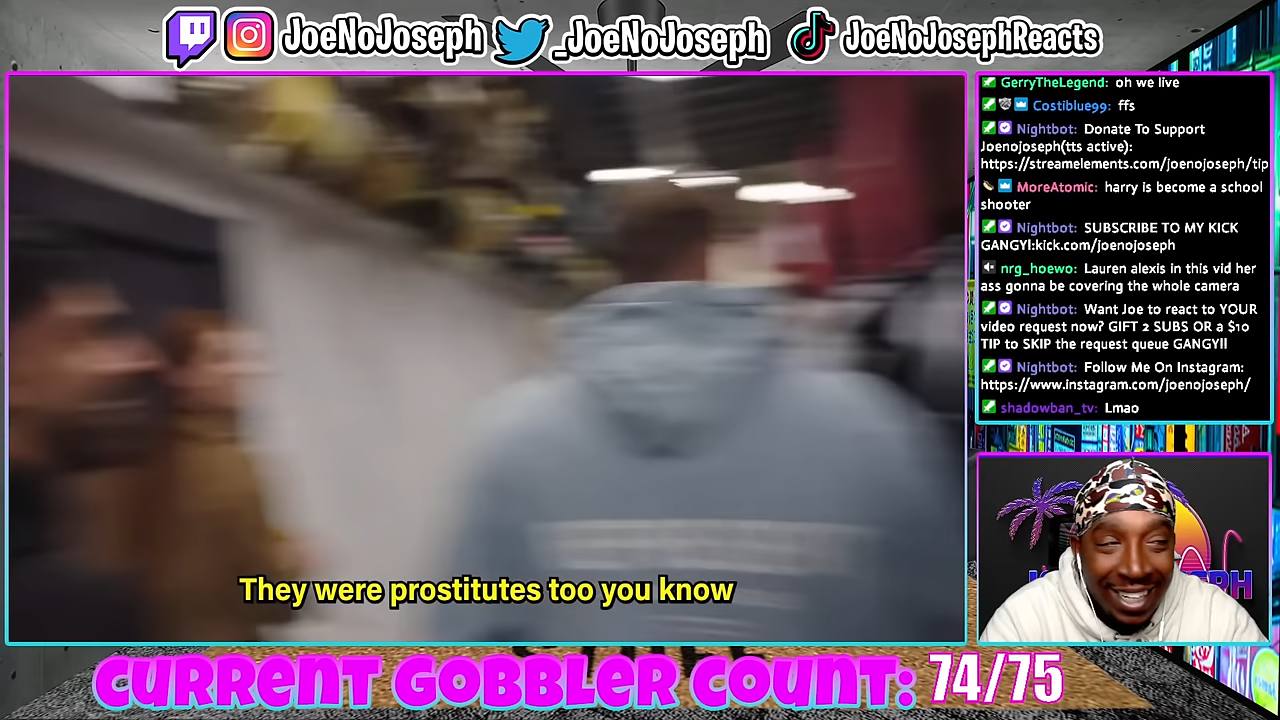 JoeNoJoseph
_JoeNoJoseph
JoeNoJosephReacts
GerryTheLegend: oh we live
Costiblue99: ffs
Nightbot: Donate To Support
Joenojoseph(tts active):
https://streamelements.com/joenojoseph/tip
MoreAtomic: harry is become a school
shooter
Nightbot: SUBSCRIBE TO MY KICK
GANGY!:kick.com/joenojoseph
nrg_hoewo: Lauren alexis in this vid her
ass gonna be covering the whole camera
Nightbot: Want Joe to react to YOUR
video request now? GIFT 2 SUBS OR a $10
TIP to SKIP the request queue GANGY!!
Nightbot: Follow Me On Instagram:
https://www.instagram.com/joenojoseph/
shadowban_tv: Lmao
They were prostitutes too you know
CURRENT GOBBLER COUNT: 74/75